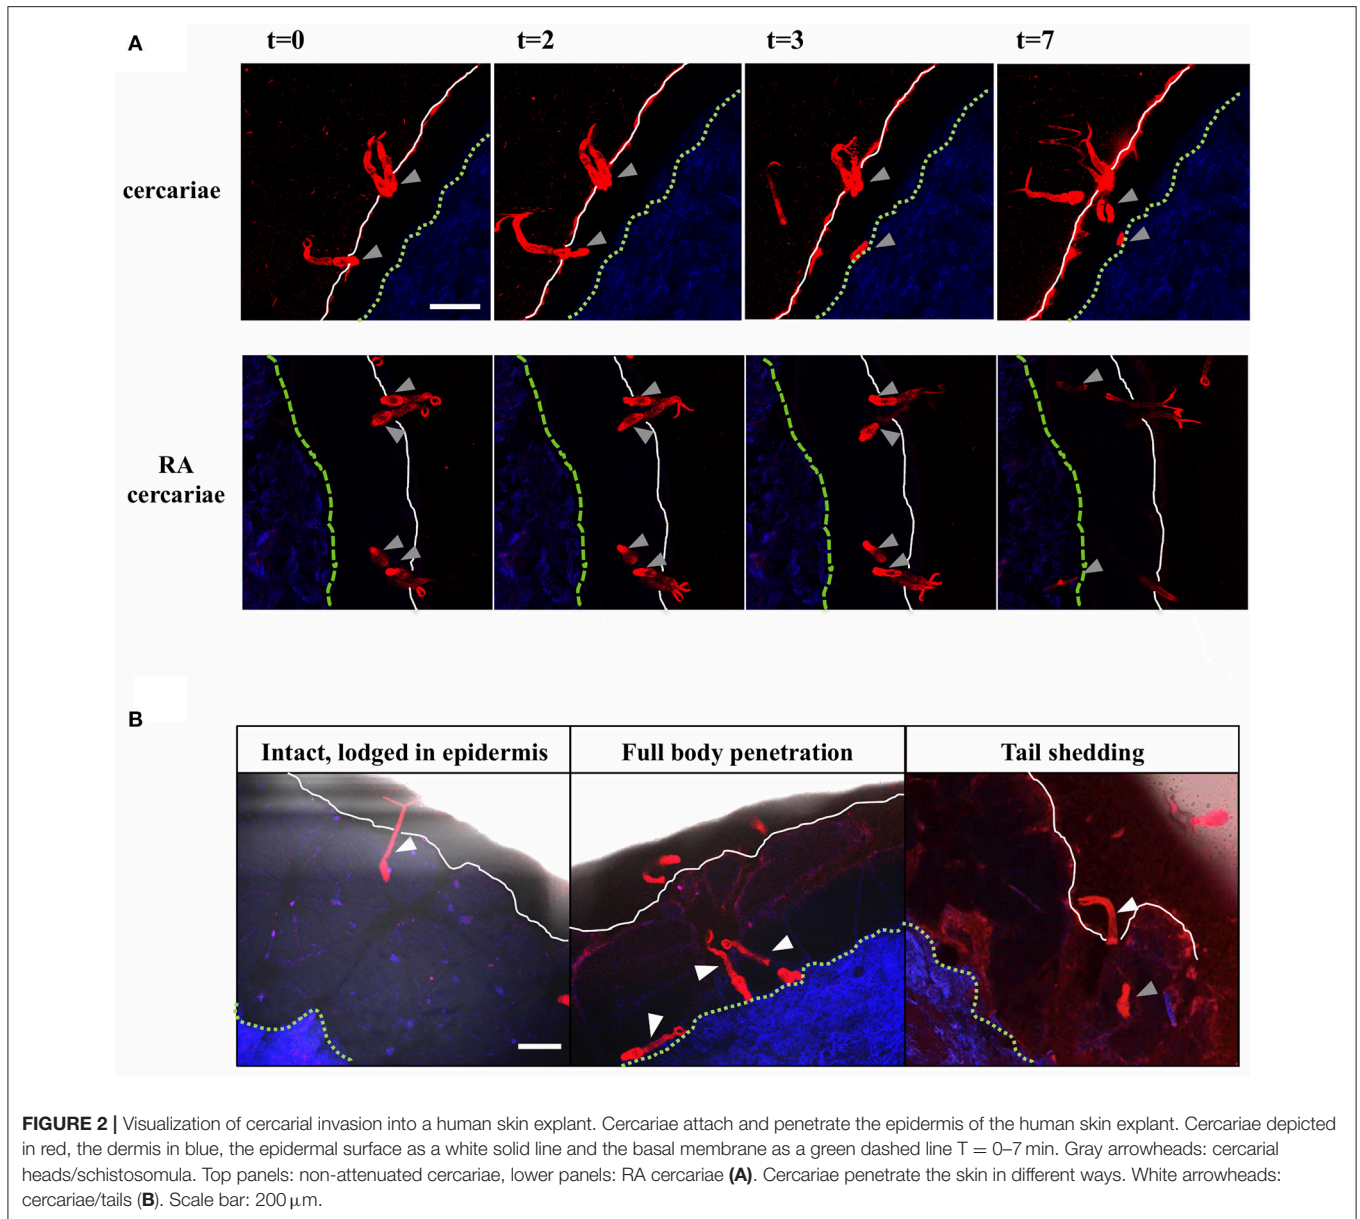 A
t=0 t=2 t=3 t=7
cercariae
RA
cercariae
B
Intact, lodged in epidermis Full body penetration Tail shedding
FIGURE 2 | Visualization of cercarial invasion into a human skin explant. Cercariae attach and penetrate the epidermis of the human skin explant. Cercariae depicted
in red, the dermis in blue, the epidermal surface as a white solid line and the basal membrane as a green dashed line T = 0–7 min. Gray arrowheads: cercarial
heads/schistosomula. Top panels: non-attenuated cercariae, lower panels: RA cercariae (A). Cercariae penetrate the skin in different ways. White arrowheads:
cercariae/tails (B). Scale bar: 200 μm.